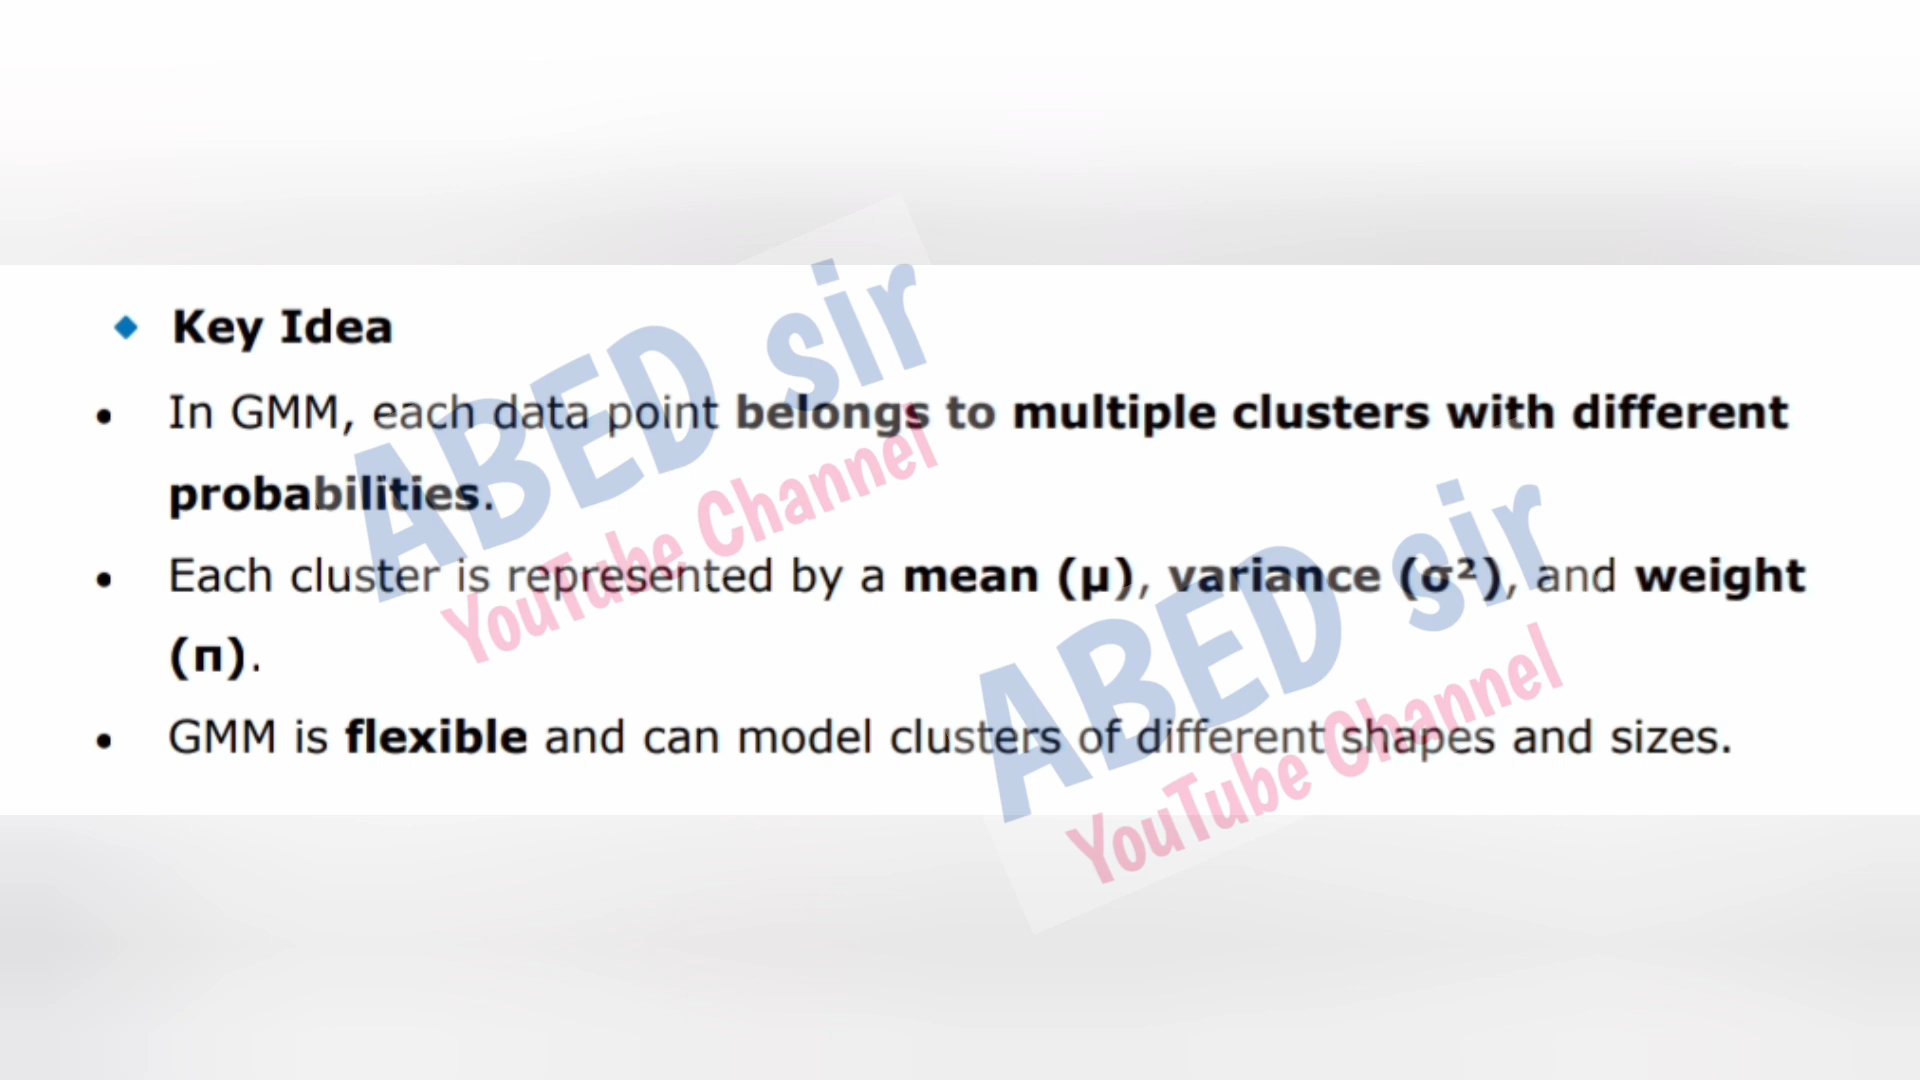 Key Idea
In GMM, each data point belongs to multiple clusters with different
probabilities.
Each cluster is represented by a mean (μ), variance (σ²), and weight
(π).
GMM is flexible and can model clusters of different shapes and sizes.
ABED sir
YouTube Channel
ABED sir
YouTube Channel